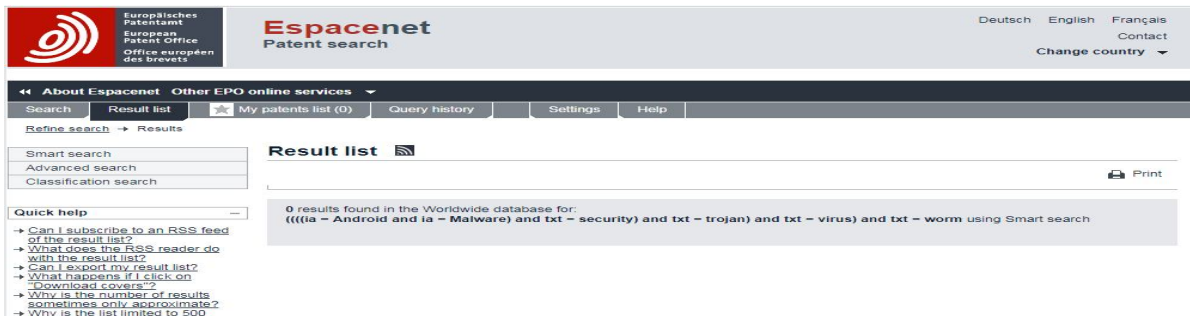 Europäisches
Patentamt
European
Patent Office
Office européen
des brevets
Espacenet
Patent search
Deutsch English Français
Contact
Change country
About Espacenet Other EPO online services
Search Result list My patents list (0) Query history Settings Help
Refine search → Results
Smart search
Advanced search
Classification search
Quick help
→ Can I subscribe to an RSS feed
of the result list?
→ What does the RSS reader do
with the result list?
→ Can I export my result list?
→ What happens if I click on
"Download covers"?
→ Why is the number of results
sometimes only approximate?
→ Why is the list limited to 500
Result list
Print
0 results found in the Worldwide database for:
((((ia = Android and ia = Malware) and txt = security) and txt = trojan) and txt = virus) and txt = worm using Smart search